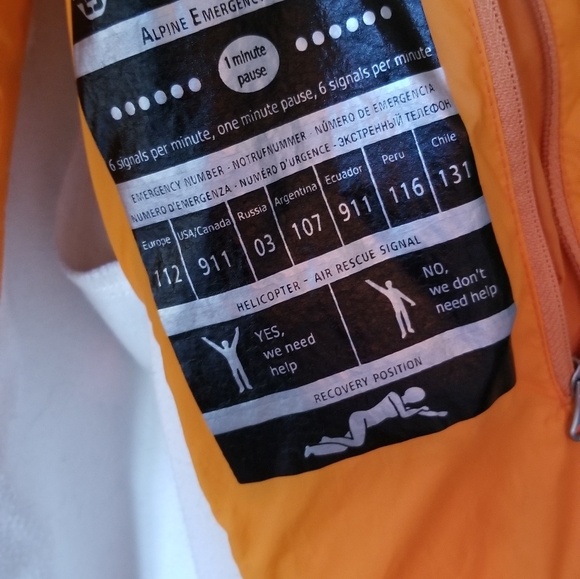 ALPINE EMERGENC
1 minute
pause
6 signals per minute, one minute pause, 6 signals per minute
EMERGENCY NUMBER - NOTRUFNUMMER - NÚMERO DE EMERGENCIA
NUMERO D'EMERGENZA - NUMÉRO D'URGENCE - ЭКСТРЕННЫЙ ТЕЛЕФОН
Europe USA/Canada Russia Argentina Ecuador Peru Chile
112 911 03 107 911 116 131
HELICOPTER - AIR RESCUE SIGNAL
YES,
we need
help
NO,
we don't
need help
RECOVERY POSITION